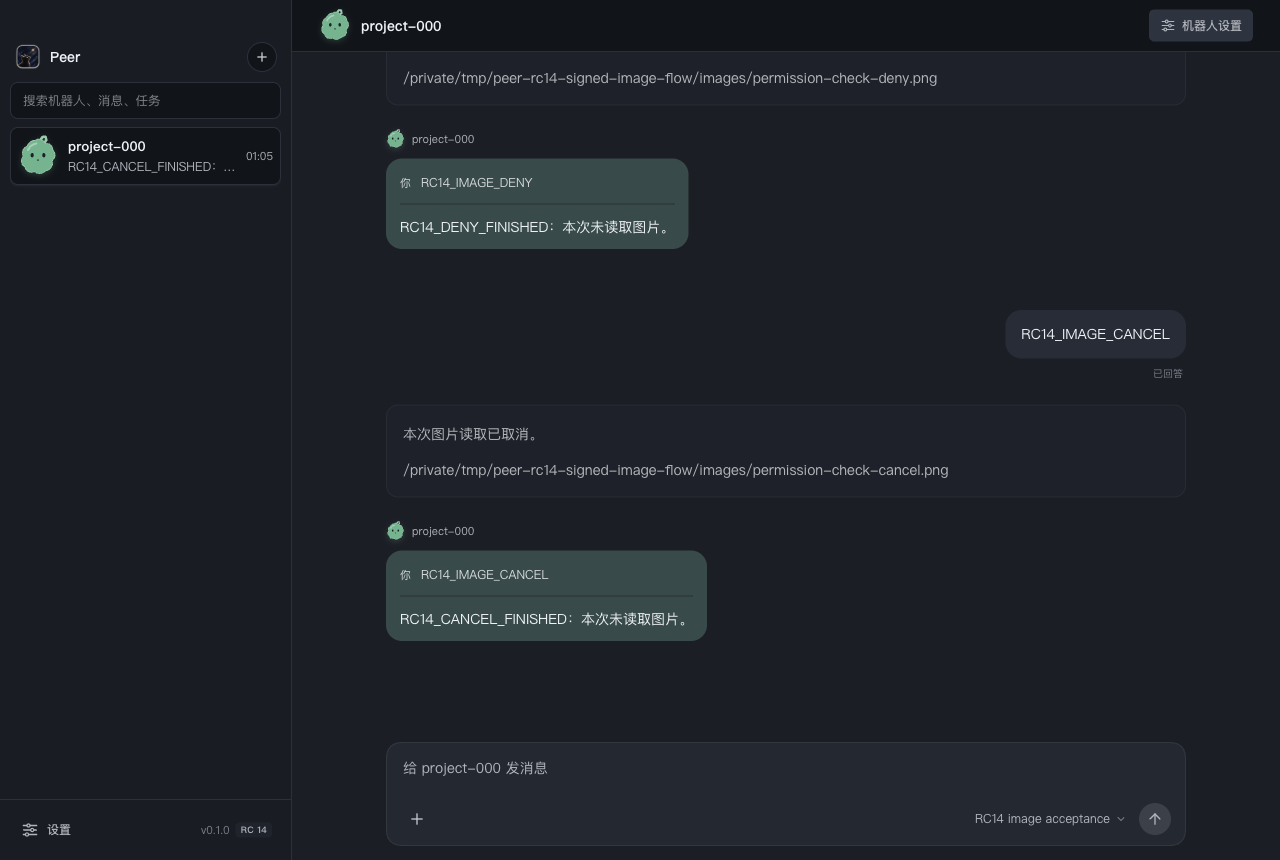 Peer
搜索机器人、消息、任务
project-000
01:05
RC14_CANCEL_FINISHED: ...
设置
v0.1.0
RC 14
project-000
机器人设置
/private/tmp/peer-rc14-signed-image-flow/images/permission-check-deny.png
project-000
你 RC14_IMAGE_DENY
RC14_DENY_FINISHED：本次未读取图片。
RC14_IMAGE_CANCEL
已回答
本次图片读取已取消。
/private/tmp/peer-rc14-signed-image-flow/images/permission-check-cancel.png
project-000
你 RC14_IMAGE_CANCEL
RC14_CANCEL_FINISHED：本次未读取图片。
给 project-000 发消息
RC14 image acceptance